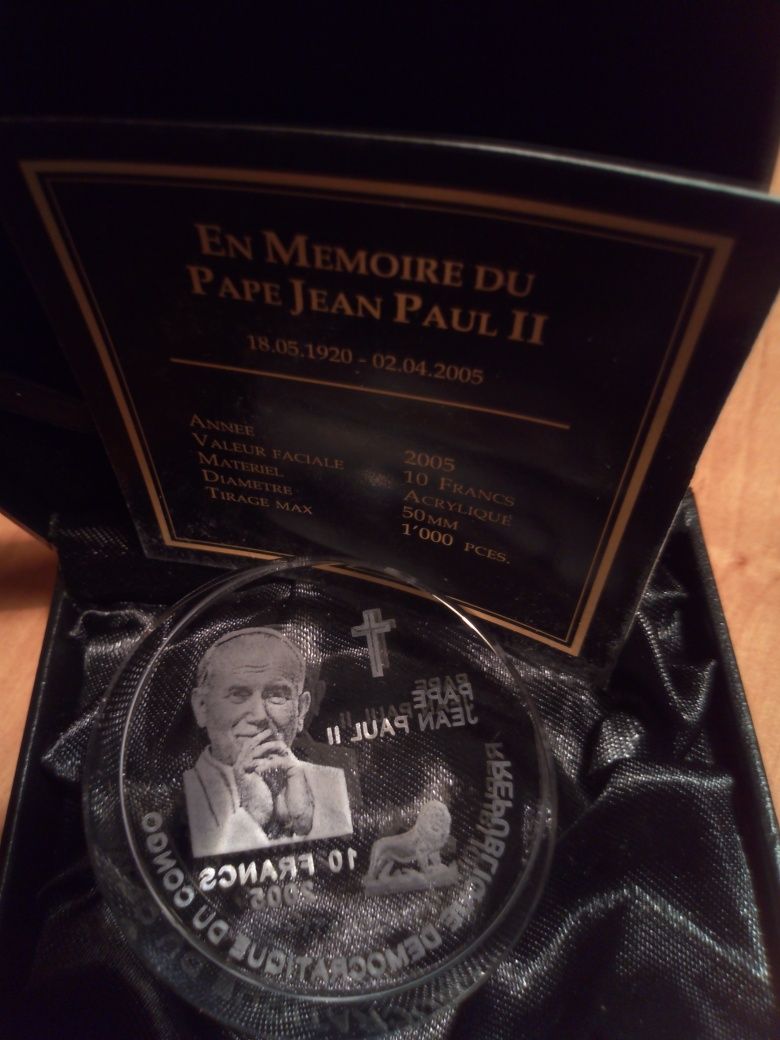 EN MEMOIRE DU
PAPE JEAN PAUL II
18.05.1920 - 02.04.2005
ANNEE 2005
VALEUR FACIALE 10 FRANCS
MATERIEL ACRYLIQUE
DIAMETRE 50MM
TIRAGE MAX 1'000 PCES.
PAPE
JEAN PAUL II
10 FRANCS
2005
REPUBLIQUE DEMOCRATIQUE DU CONGO